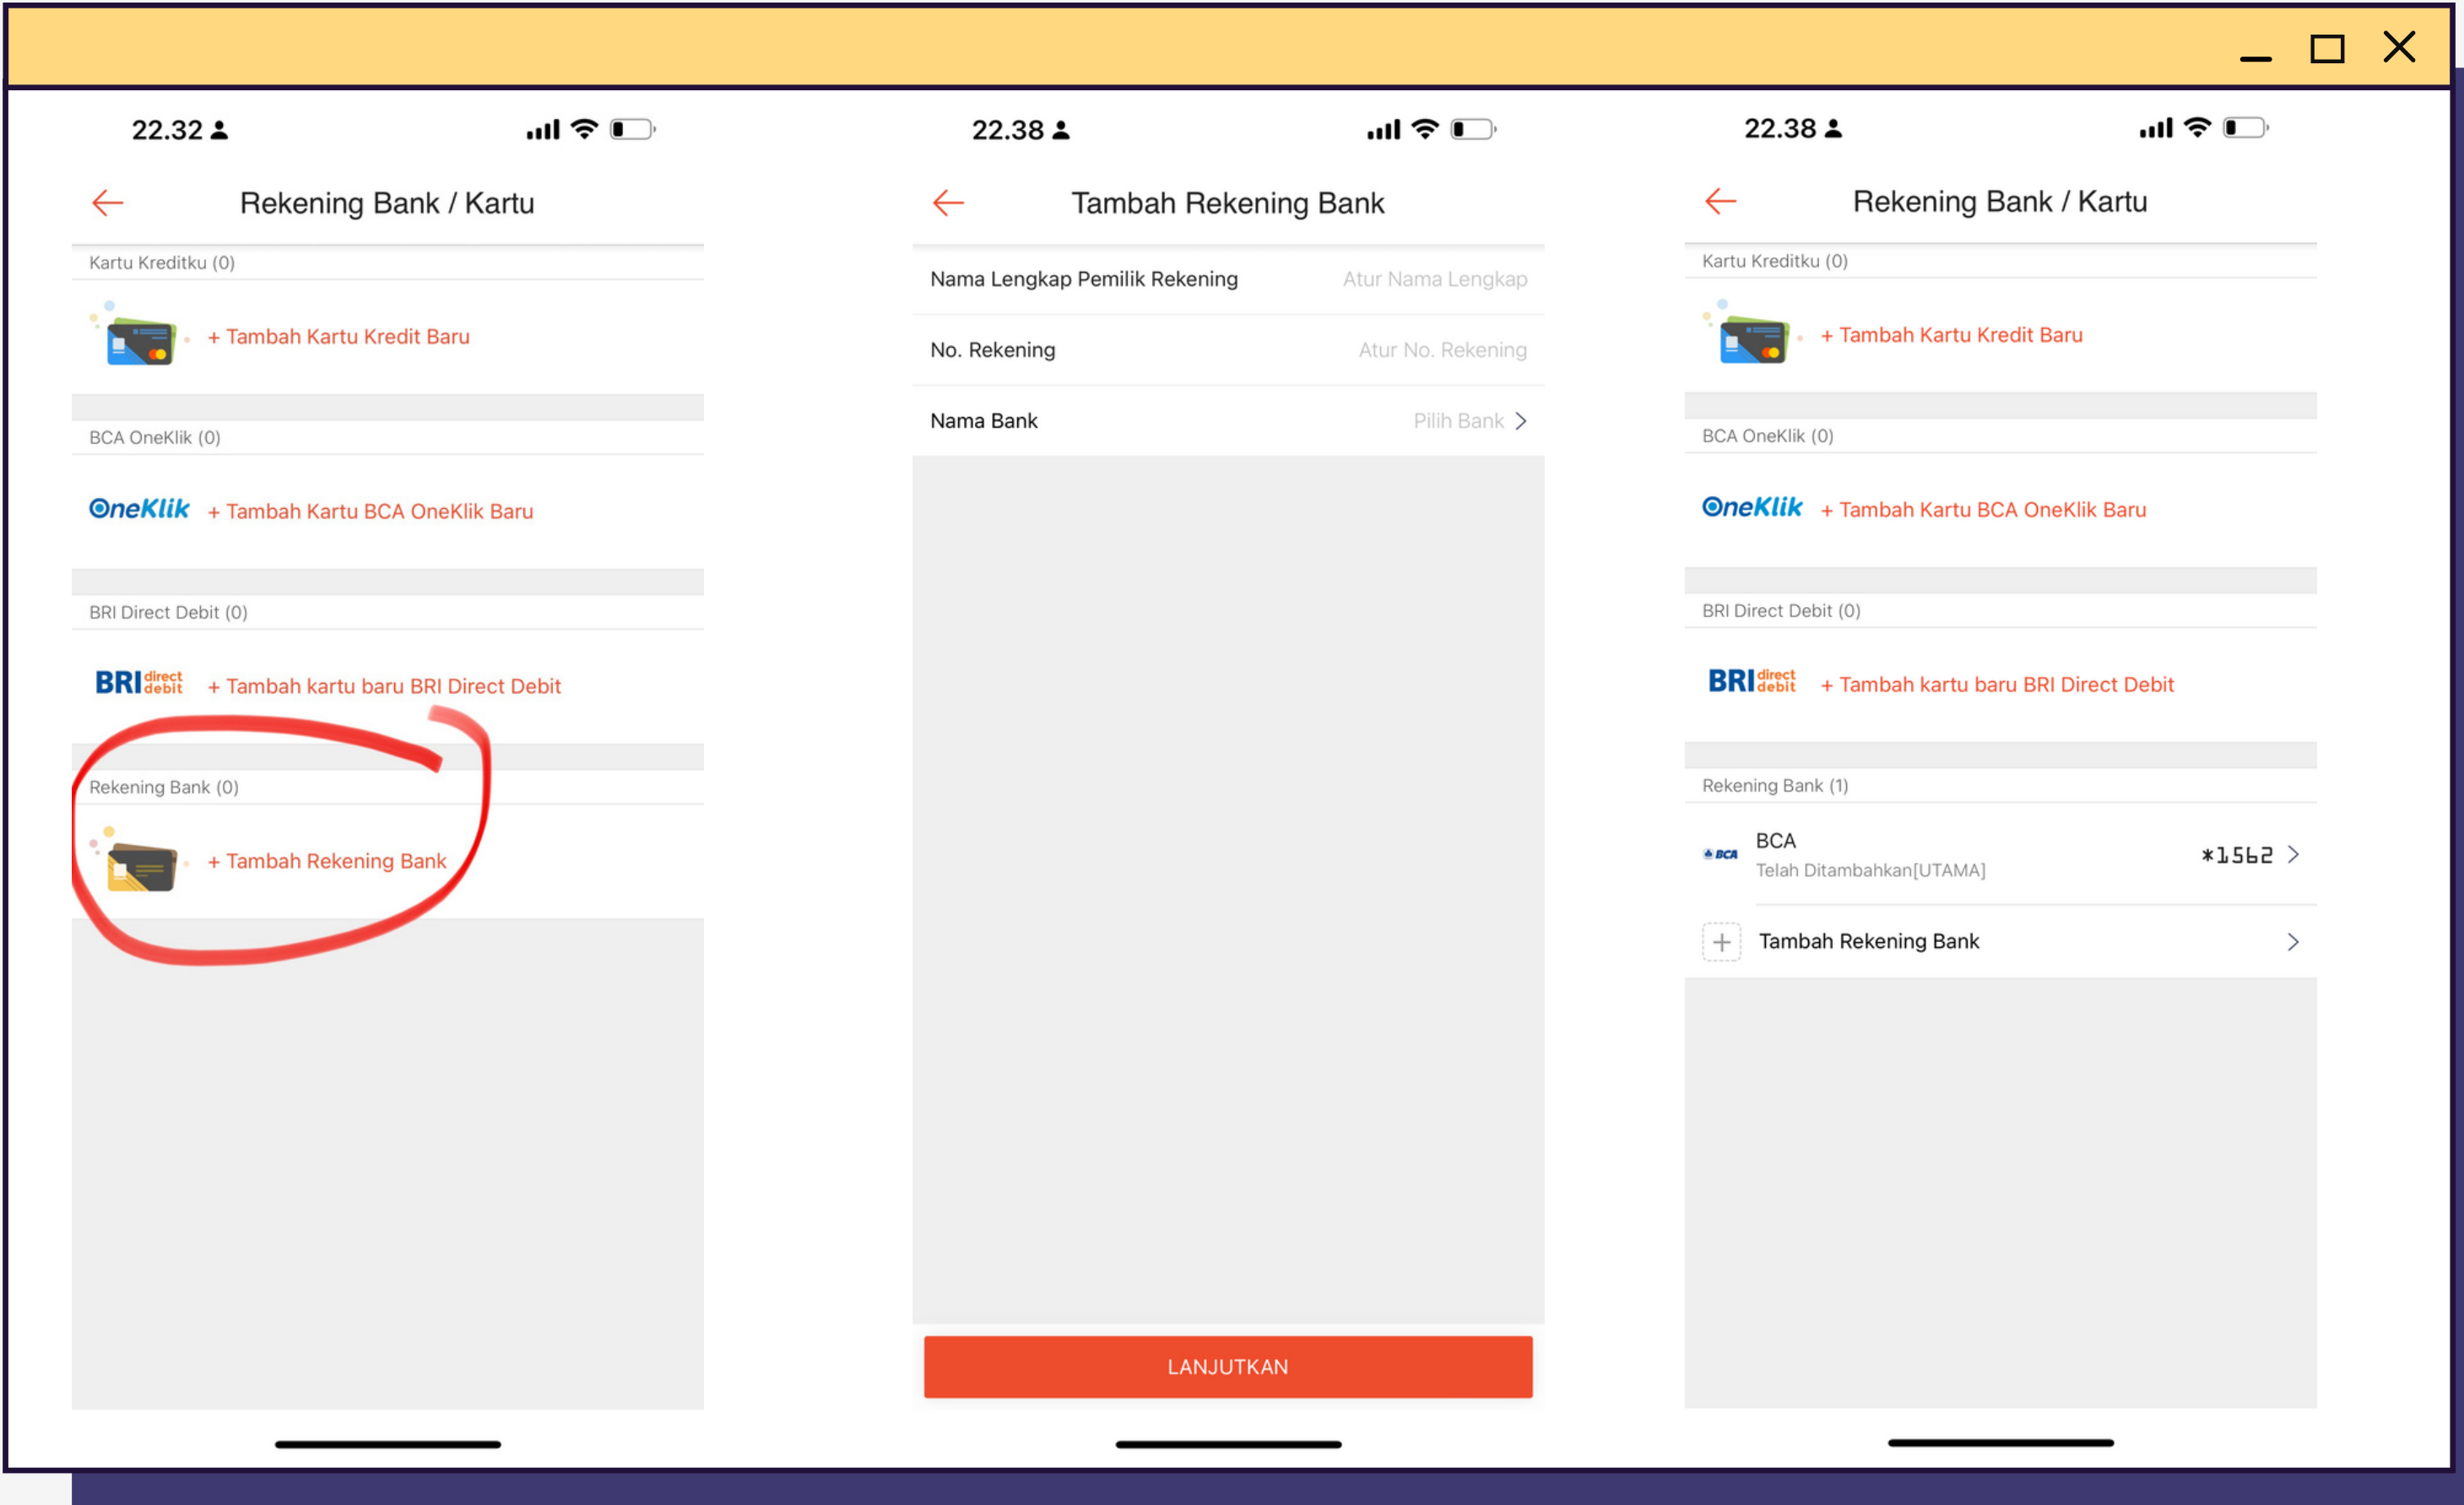 22.32
Rekening Bank / Kartu
Kartu Kreditku (0)
+ Tambah Kartu Kredit Baru
BCA OneKlik (0)
OneKlik + Tambah Kartu BCA OneKlik Baru
BRI Direct Debit (0)
BRI direct debit + Tambah kartu baru BRI Direct Debit
Rekening Bank (0)
+ Tambah Rekening Bank
22.38
Tambah Rekening Bank
Nama Lengkap Pemilik Rekening Atur Nama Lengkap
No. Rekening Atur No. Rekening
Nama Bank Pilih Bank >
LANJUTKAN
22.38
Rekening Bank / Kartu
Kartu Kreditku (0)
+ Tambah Kartu Kredit Baru
BCA OneKlik (0)
OneKlik + Tambah Kartu BCA OneKlik Baru
BRI Direct Debit (0)
BRI direct debit + Tambah kartu baru BRI Direct Debit
Rekening Bank (1)
BCA BCA *1562 >
Telah Ditambahkan[UTAMA]
+ Tambah Rekening Bank >